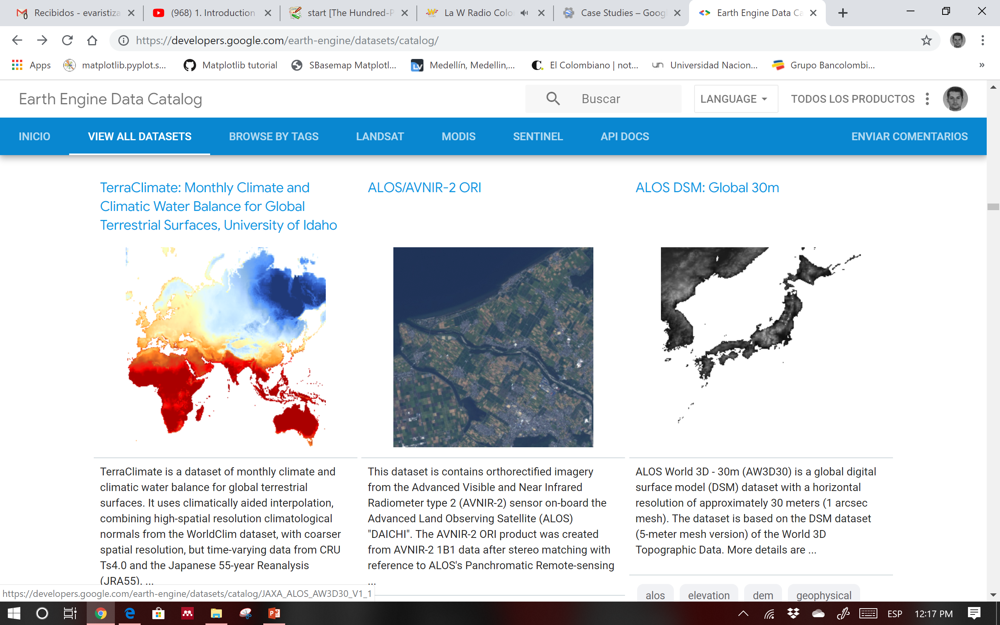 Recibidos - evaristiza
(968) 1. Introduction
start [The Hundred-P
La W Radio Colo
Case Studies – Goog
Earth Engine Data Ca
https://developers.google.com/earth-engine/datasets/catalog/
Apps
matplotlib.pyplot.s...
Matplotlib tutorial
SBasemap Matplotl...
LV
Medellín, Medellin,...
C.
El Colombiano | not...
un
Universidad Nacion...
Grupo Bancolombi...
»
Earth Engine Data Catalog
Buscar
LANGUAGE
TODOS LOS PRODUCTOS
INICIO
VIEW ALL DATASETS
BROWSE BY TAGS
LANDSAT
MODIS
SENTINEL
API DOCS
ENVIAR COMENTARIOS
TerraClimate: Monthly Climate and
Climatic Water Balance for Global
Terrestrial Surfaces, University of Idaho
TerraClimate is a dataset of monthly climate and
climatic water balance for global terrestrial
surfaces. It uses climatically aided interpolation,
combining high-spatial resolution climatological
normals from the WorldClim dataset, with coarser
spatial resolution, but time-varying data from CRU
Ts4.0 and the Japanese 55-year Reanalysis
(JRA55). ...
ALOS/AVNIR-2 ORI
This dataset is contains orthorectified imagery
from the Advanced Visible and Near Infrared
Radiometer type 2 (AVNIR-2) sensor on-board the
Advanced Land Observing Satellite (ALOS)
"DAICHI". The AVNIR-2 ORI product was created
from AVNIR-2 1B1 data after stereo matching with
reference to ALOS's Panchromatic Remote-sensing
...
ALOS DSM: Global 30m
ALOS World 3D - 30m (AW3D30) is a global digital
surface model (DSM) dataset with a horizontal
resolution of approximately 30 meters (1 arcsec
mesh). The dataset is based on the DSM dataset
(5-meter mesh version) of the World 3D
Topographic Data. More details are ...
alos
elevation
dem
geophysical
https://developers.google.com/earth-engine/datasets/catalog/JAXA_ALOS_AW3D30_V1_1
ESP
12:17 PM